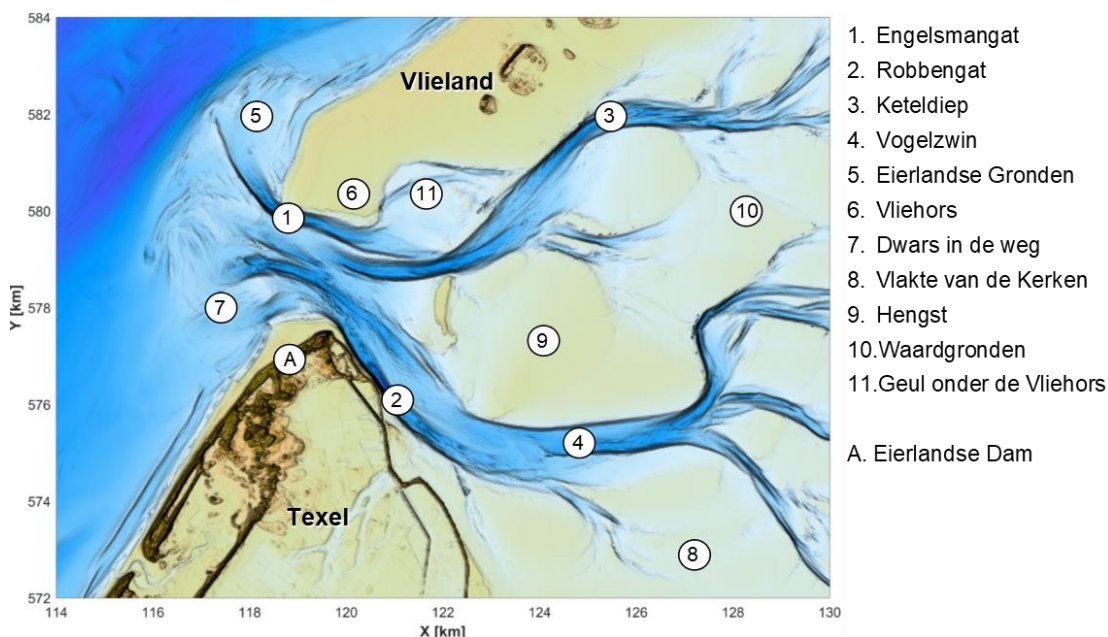 584
582
580
578
576
574
572
Y [km]
114
116
118
120
122
124
126
128
130
X [km]
Vlieland
Texel
5
3
6
11
1
10
7
A
9
2
4
8
1. Engelsmangat
2. Robbengat
3. Keteldiep
4. Vogelzwin
5. Eierlandse Gronden
6. Vliehors
7. Dwars in de weg
8. Vlakte van de Kerken
9. Hengst
10.Waardgronden
11.Geul onder de Vliehors
A. Eierlandse Dam